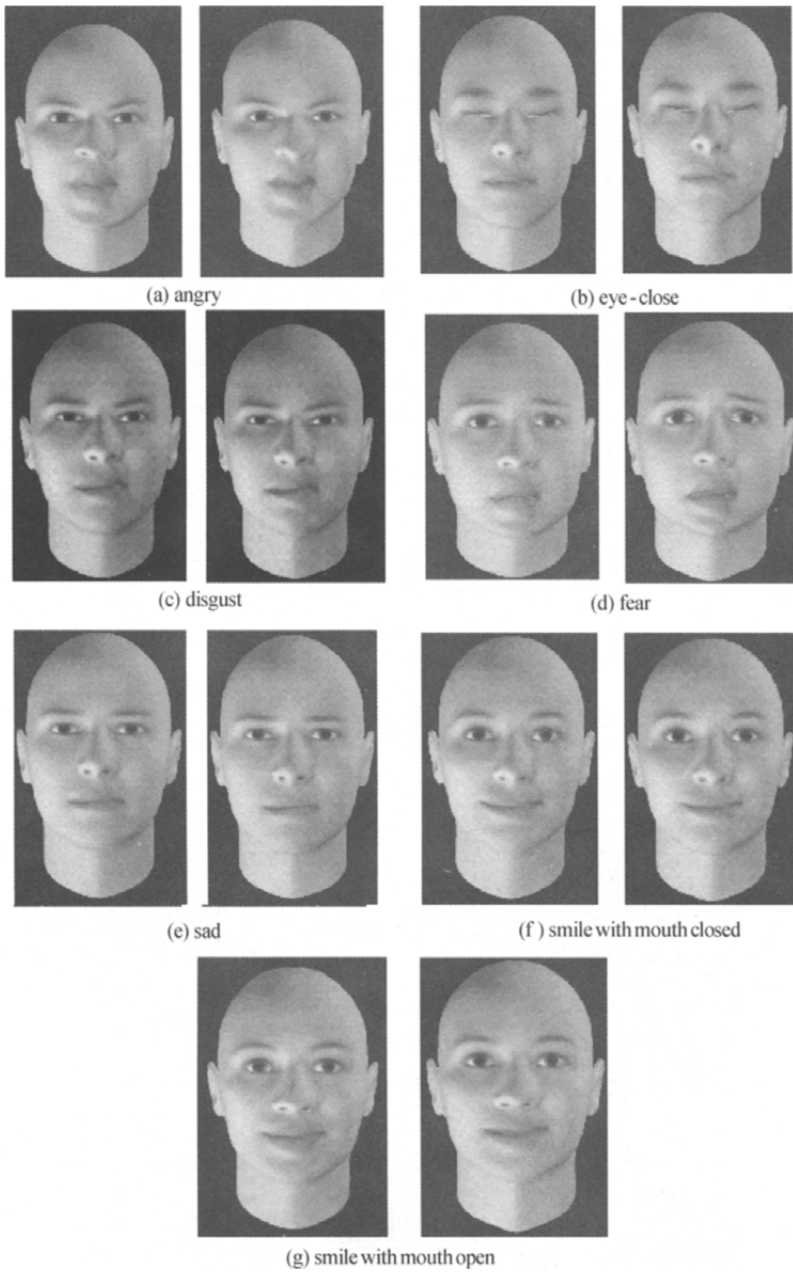 (a) angry
(b) eye-close
(c) disgust
(d) fear
(e) sad
(f) smile with mouth closed
(g) smile with mouth open